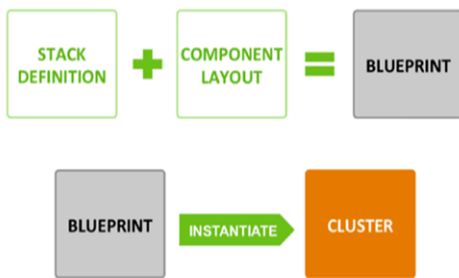 STACK
DEFINITION
COMPONENT
LAYOUT
BLUEPRINT
BLUEPRINT
INSTANTIATE
CLUSTER